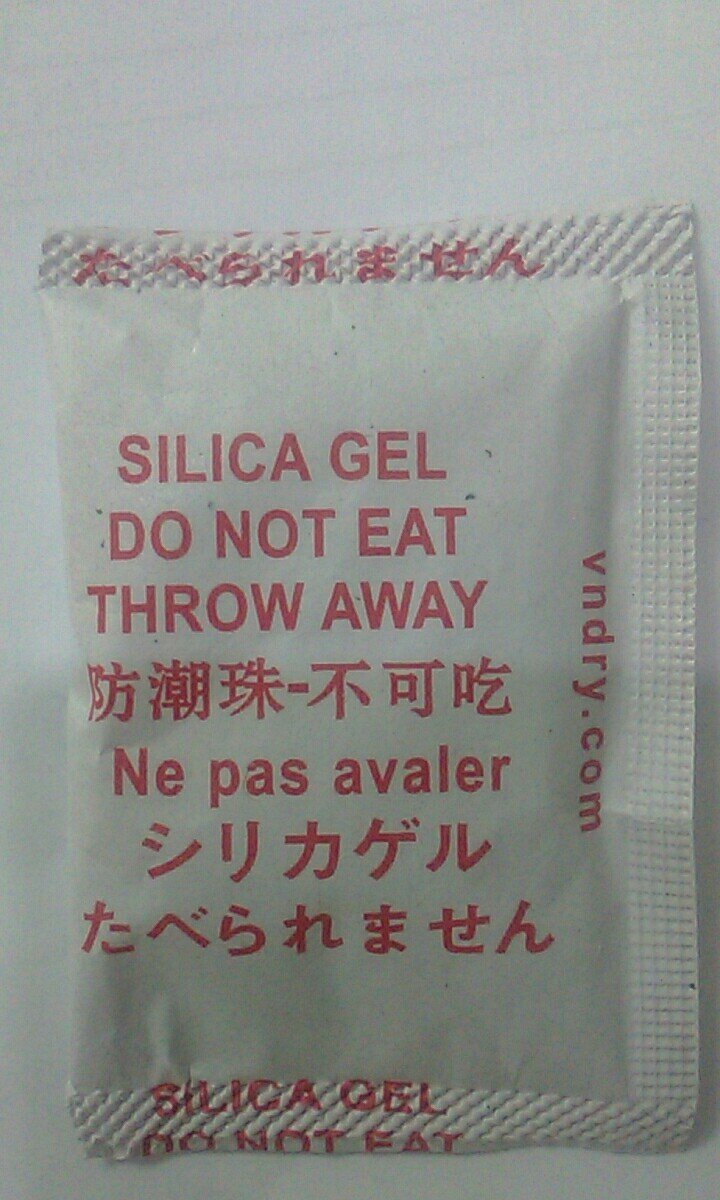 たべられません
SILICA GEL
DO NOT EAT
THROW AWAY
防潮珠-不可吃
Ne pas avaler
シリカゲル
たべられません
vndry.com
SILICA GEL
DO NOT EAT